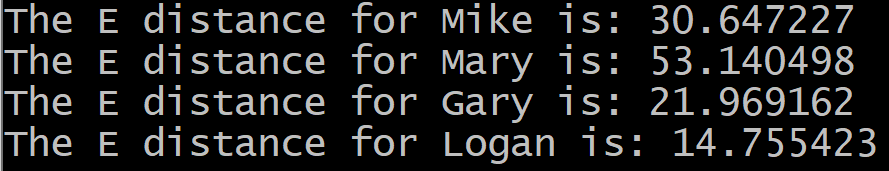 The E distance for Mike is: 30.647227
The E distance for Mary is: 53.140498
The E distance for Gary is: 21.969162
The E distance for Logan is: 14.755423